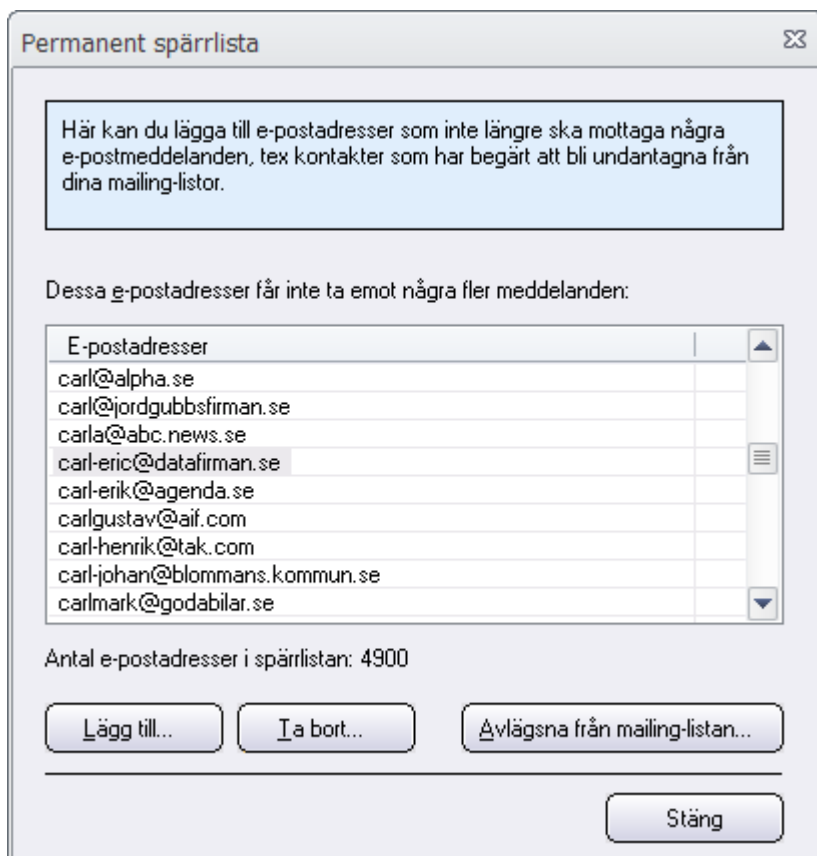 Permanent spärrlista
Här kan du lägga till e-postadresser som inte längre ska mottaga några
e-postmeddelanden, tex kontakter som har begärt att bli undantagna från
dina mailing-listor.
Dessa e-postadresser får inte ta emot några fler meddelanden:
E-postadresser
carl@alpha.se
carl@jordgubbsfirman.se
carla@abc.news.se
carl-eric@datafirman.se
carl-erik@agenda.se
carlgustav@aif.com
carl-henrik@tak.com
carl-johan@blommans.kommun.se
carlmark@godabilar.se
Antal e-postadresser i spärrlistan: 4900
Lägg till... Ta bort... Avlägsna från mailing-listan...
Stäng